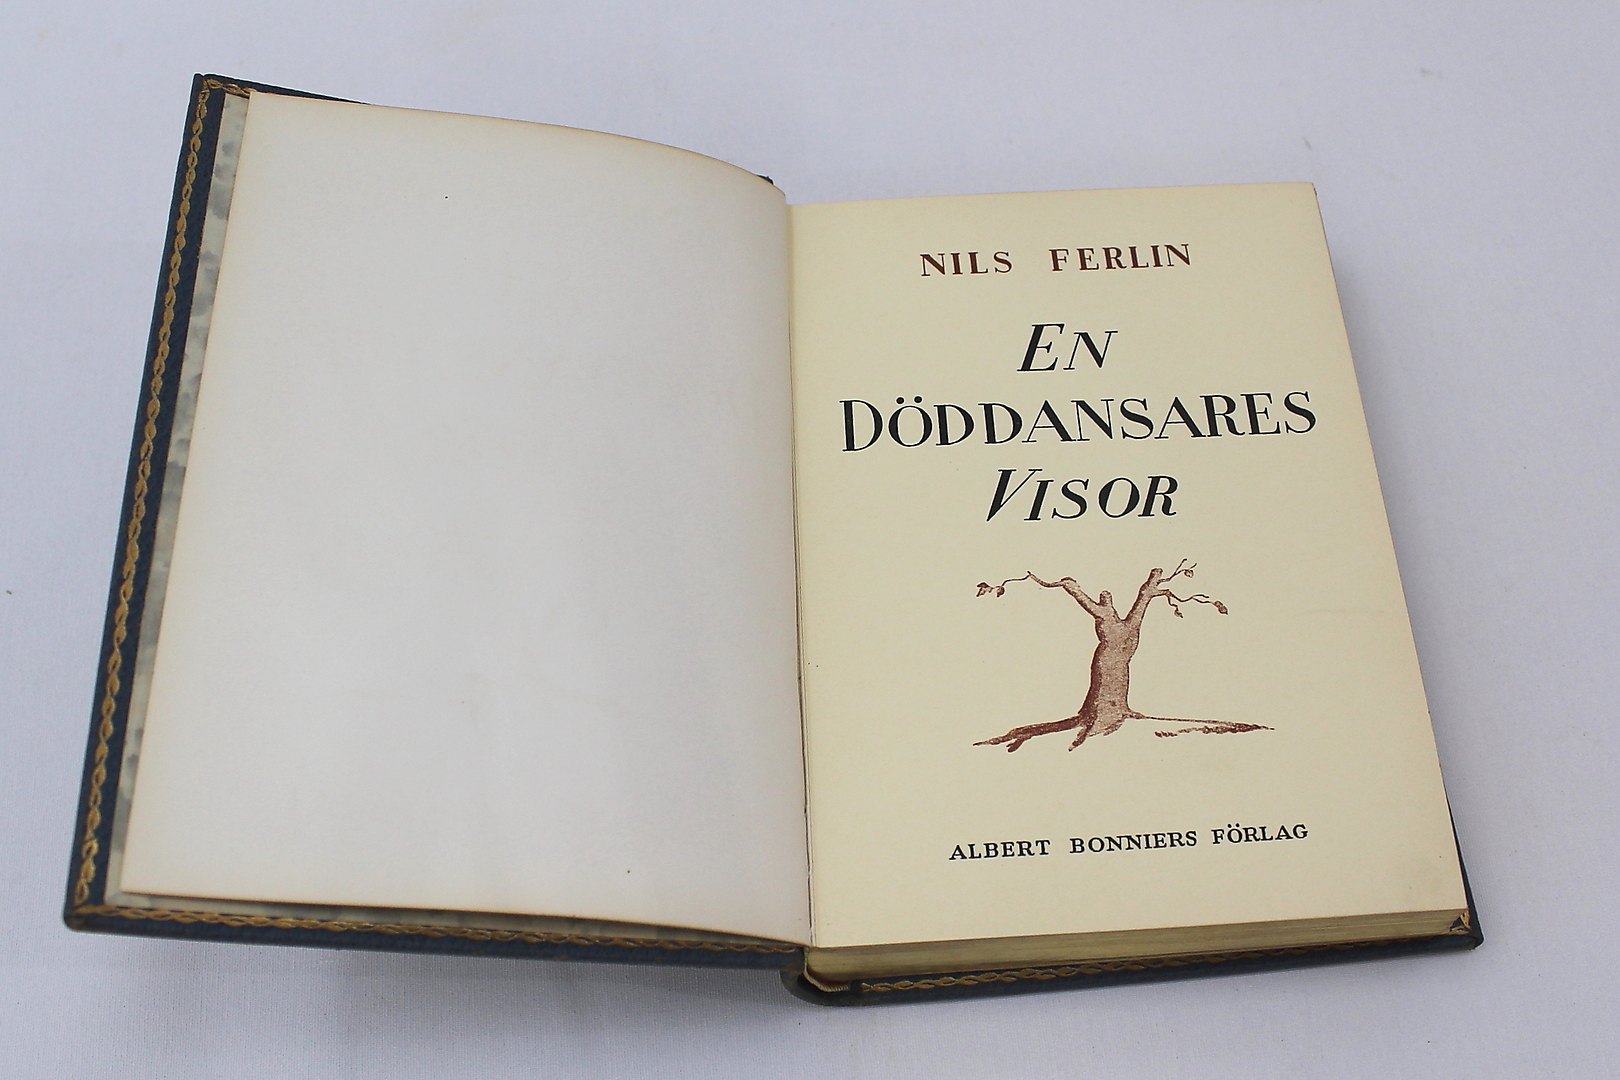 NILS FERLIN
EN
DÖDDANSARES
VISOR
ALBERT BONNIERS FÖRLAG